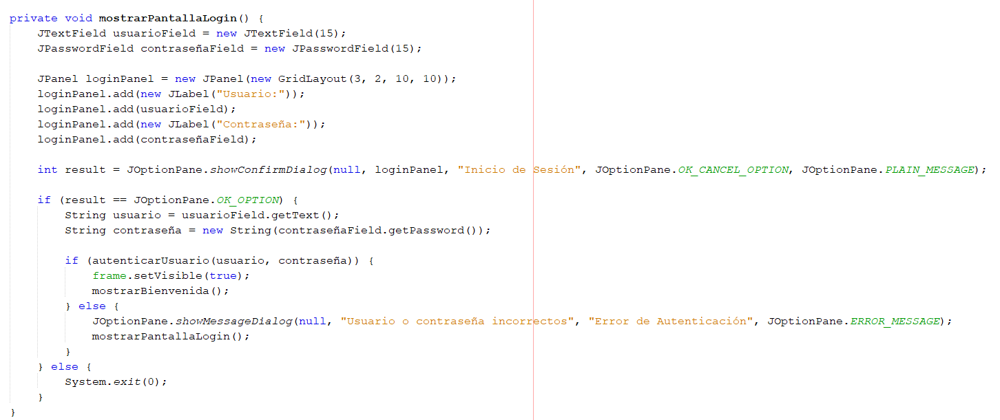 private void mostrarPantallaLogin() {
    JTextField usuarioField = new JTextField(15);
    JPasswordField contraseñaField = new JPasswordField(15);

    JPanel loginPanel = new JPanel(new GridLayout(3, 2, 10, 10));
    loginPanel.add(new JLabel("Usuario:"));
    loginPanel.add(usuarioField);
    loginPanel.add(new JLabel("Contraseña:"));
    loginPanel.add(contraseñaField);

    int result = JOptionPane.showConfirmDialog(null, loginPanel, "Inicio de Sesión", JOptionPane.OK_CANCEL_OPTION, JOptionPane.PLAIN_MESSAGE);

    if (result == JOptionPane.OK_OPTION) {
        String usuario = usuarioField.getText();
        String contraseña = new String(contraseñaField.getPassword());

        if (autenticarUsuario(usuario, contraseña)) {
            frame.setVisible(true);
            mostrarBienvenida();
        } else {
            JOptionPane.showMessageDialog(null, "Usuario o contraseña incorrectos", "Error de Autenticación", JOptionPane.ERROR_MESSAGE);
            mostrarPantallaLogin();
        }
    } else {
        System.exit(0);
    }
}